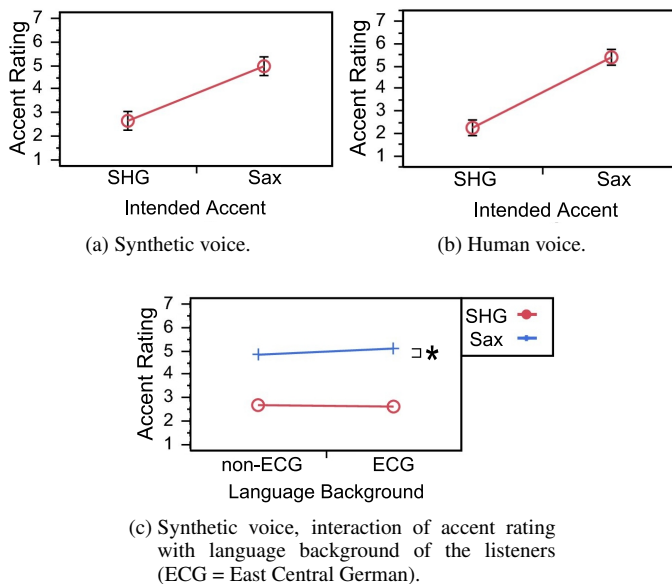 7
6
5
4
3
2
1
Accent Rating
SHG Sax
Intended Accent
(a) Synthetic voice.
7
6
5
4
3
2
1
Accent Rating
SHG Sax
Intended Accent
(b) Human voice.
7
6
5
4
3
2
1
Accent Rating
SHG
Sax
*
non-ECG ECG
Language Background
(c) Synthetic voice, interaction of accent rating
with language background of the listeners
(ECG = East Central German).